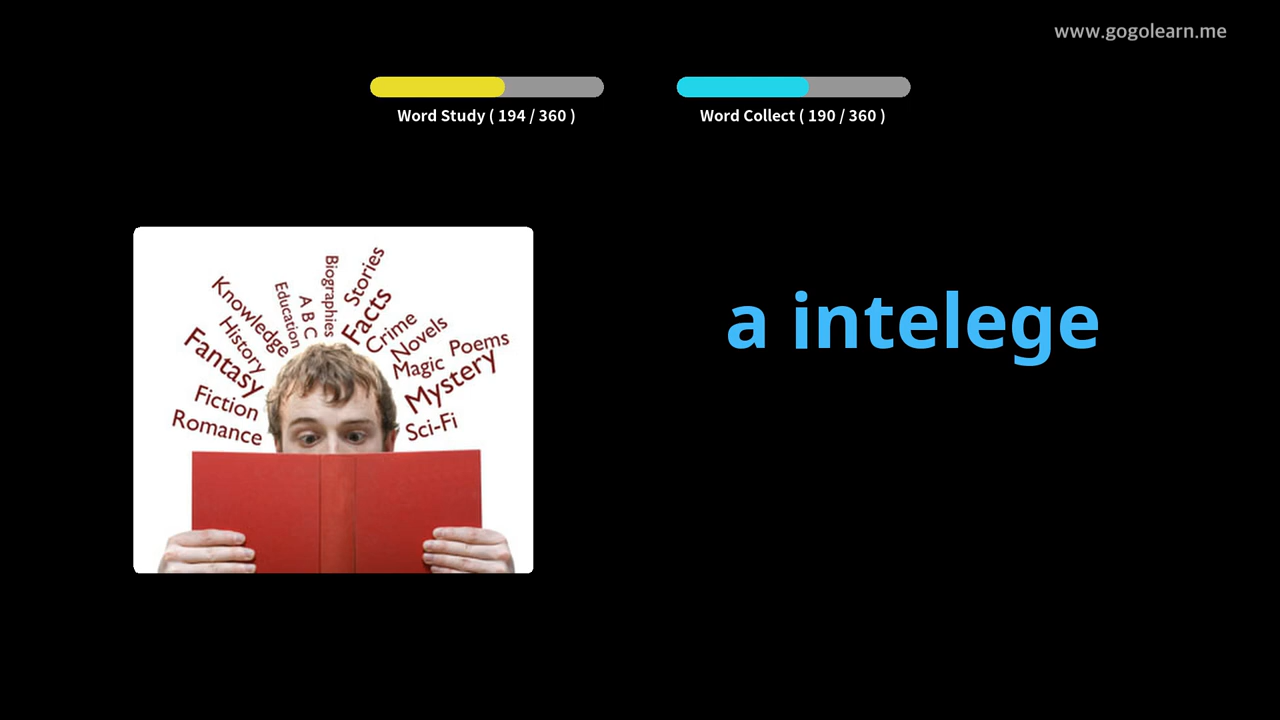 www.gogolearn.me
Word Study ( 194 / 360 )
Word Collect ( 190 / 360 )
a intelege
Knowledge
History
Fantasy
Fiction
Romance
Education
A B C
Biographies
Stories
Facts
Crime
Novels
Magic
Poems
Mystery
Sci-Fi